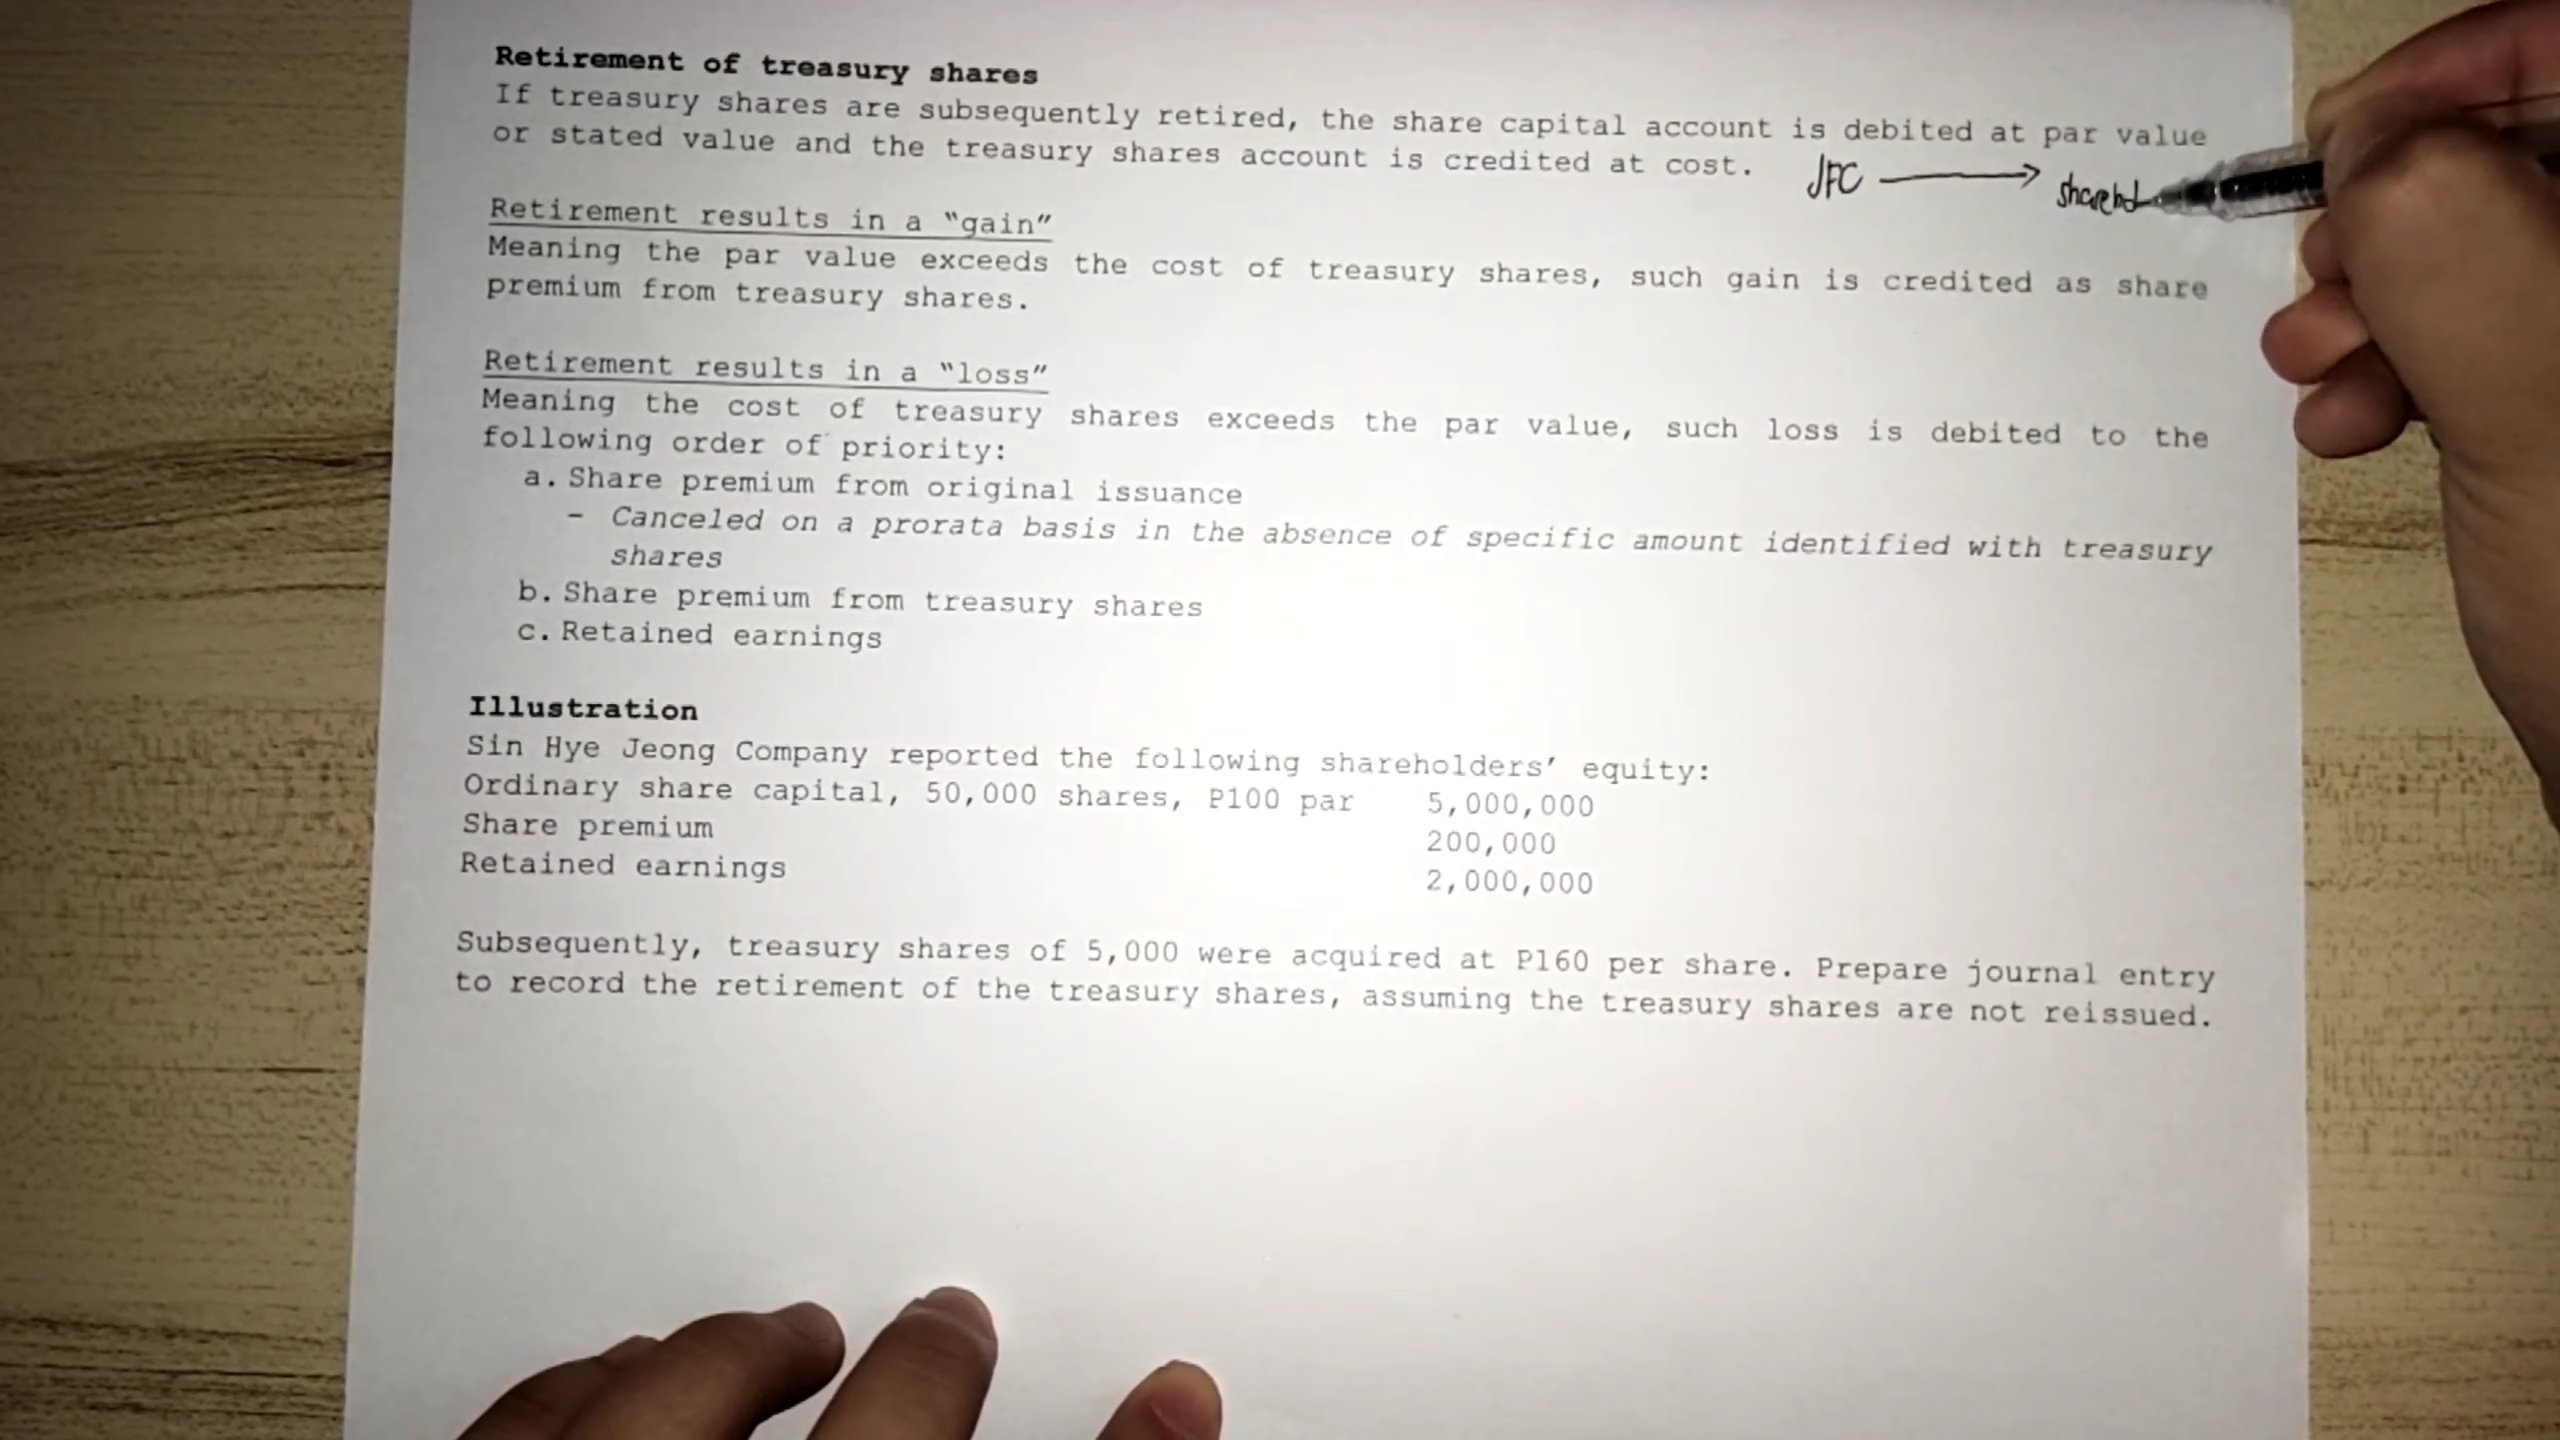 Retirement of treasury shares
If treasury shares are subsequently retired, the share capital account is debited at par value
or stated value and the treasury shares account is credited at cost.
JFC → sharehd
Retirement results in a “gain”
Meaning the par value exceeds the cost of treasury shares, such gain is credited as share
premium from treasury shares.
Retirement results in a “loss”
Meaning the cost of treasury shares exceeds the par value, such loss is debited to the
following order of priority:
a. Share premium from original issuance
- Canceled on a prorata basis in the absence of specific amount identified with treasury
shares
b. Share premium from treasury shares
c. Retained earnings
Illustration
Sin Hye Jeong Company reported the following shareholders’ equity:
Ordinary share capital, 50,000 shares, P100 par 5,000,000
Share premium 200,000
Retained earnings 2,000,000
Subsequently, treasury shares of 5,000 were acquired at P160 per share. Prepare journal entry
to record the retirement of the treasury shares, assuming the treasury shares are not reissued.